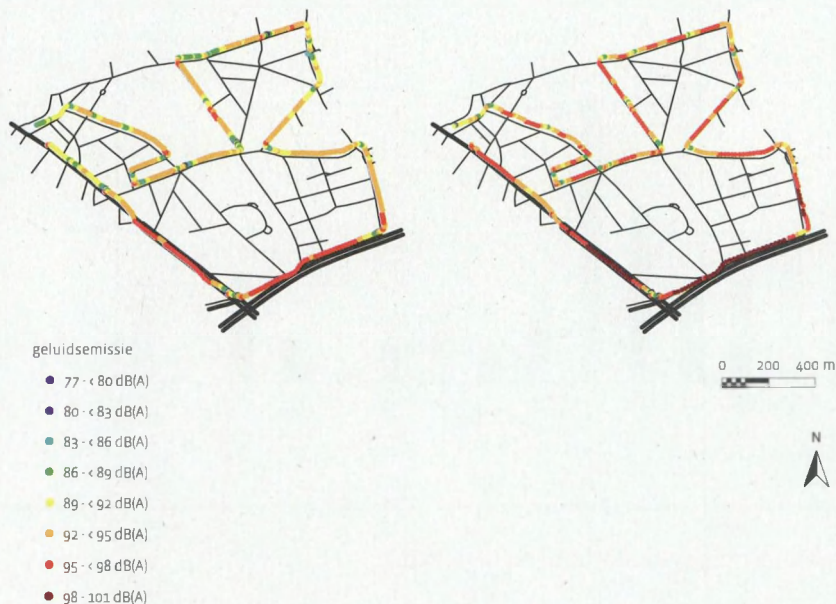 geluidsemissie
77 - < 80 dB(A)
80 - < 83 dB(A)
83 - < 86 dB(A)
86 - < 89 dB(A)
89 - < 92 dB(A)
92 - < 95 dB(A)
95 - < 98 dB(A)
98 - 101 dB(A)
0 200 400 m
N